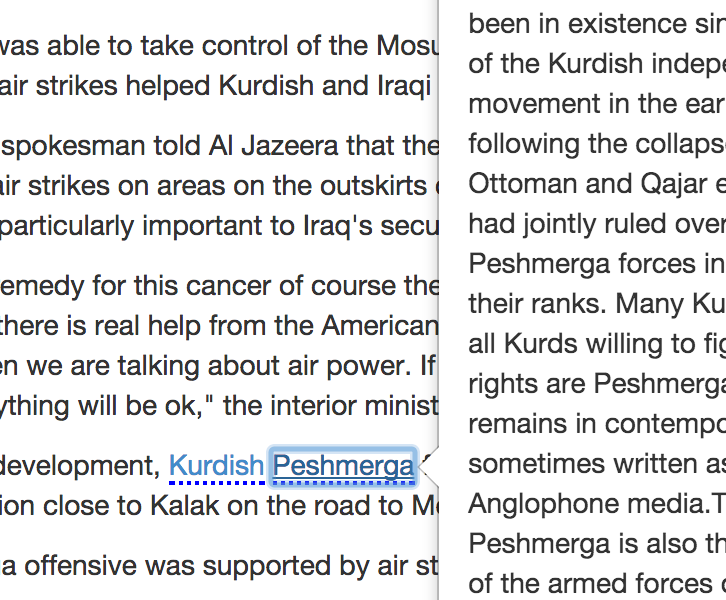 was able to take control of the Mosu
air strikes helped Kurdish and Iraqi
spokesman told Al Jazeera that the
air strikes on areas on the outskirts
particularly important to Iraq's secu
emedy for this cancer of course the
there is real help from the American
en we are talking about air power. If
ything will be ok," the interior minist
development, Kurdish Peshmerga
ion close to Kalak on the road to Mo
a offensive was supported by air st
been in existence sin
of the Kurdish indepe
movement in the ear
following the collaps
Ottoman and Qajar e
had jointly ruled over
Peshmerga forces in
their ranks. Many Ku
all Kurds willing to fig
rights are Peshmerga
remains in contempo
sometimes written as
Anglophone media.T
Peshmerga is also th
of the armed forces